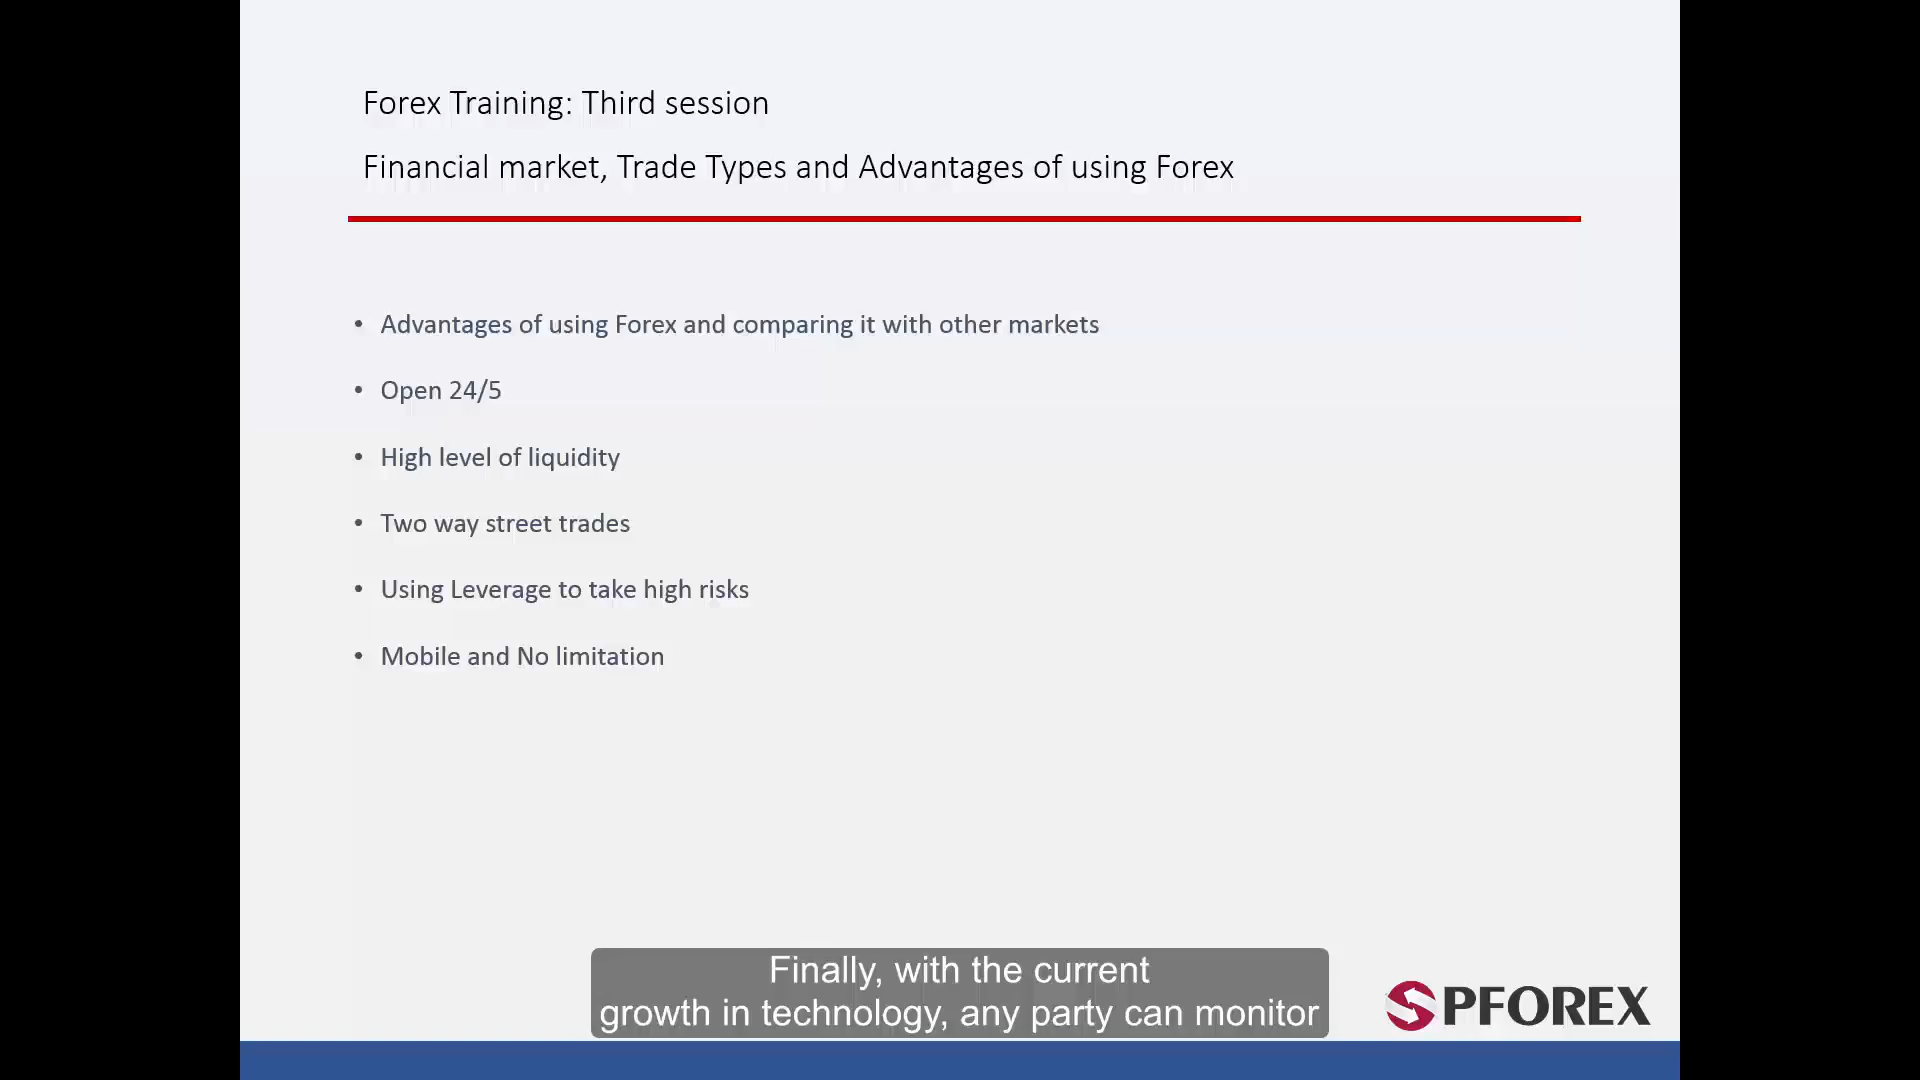 Forex Training: Third session
Financial market, Trade Types and Advantages of using Forex
• Advantages of using Forex and comparing it with other markets
• Open 24/5
• High level of liquidity
• Two way street trades
• Using Leverage to take high risks
• Mobile and No limitation
Finally, with the current
growth in technology, any party can monitor
PFOREX